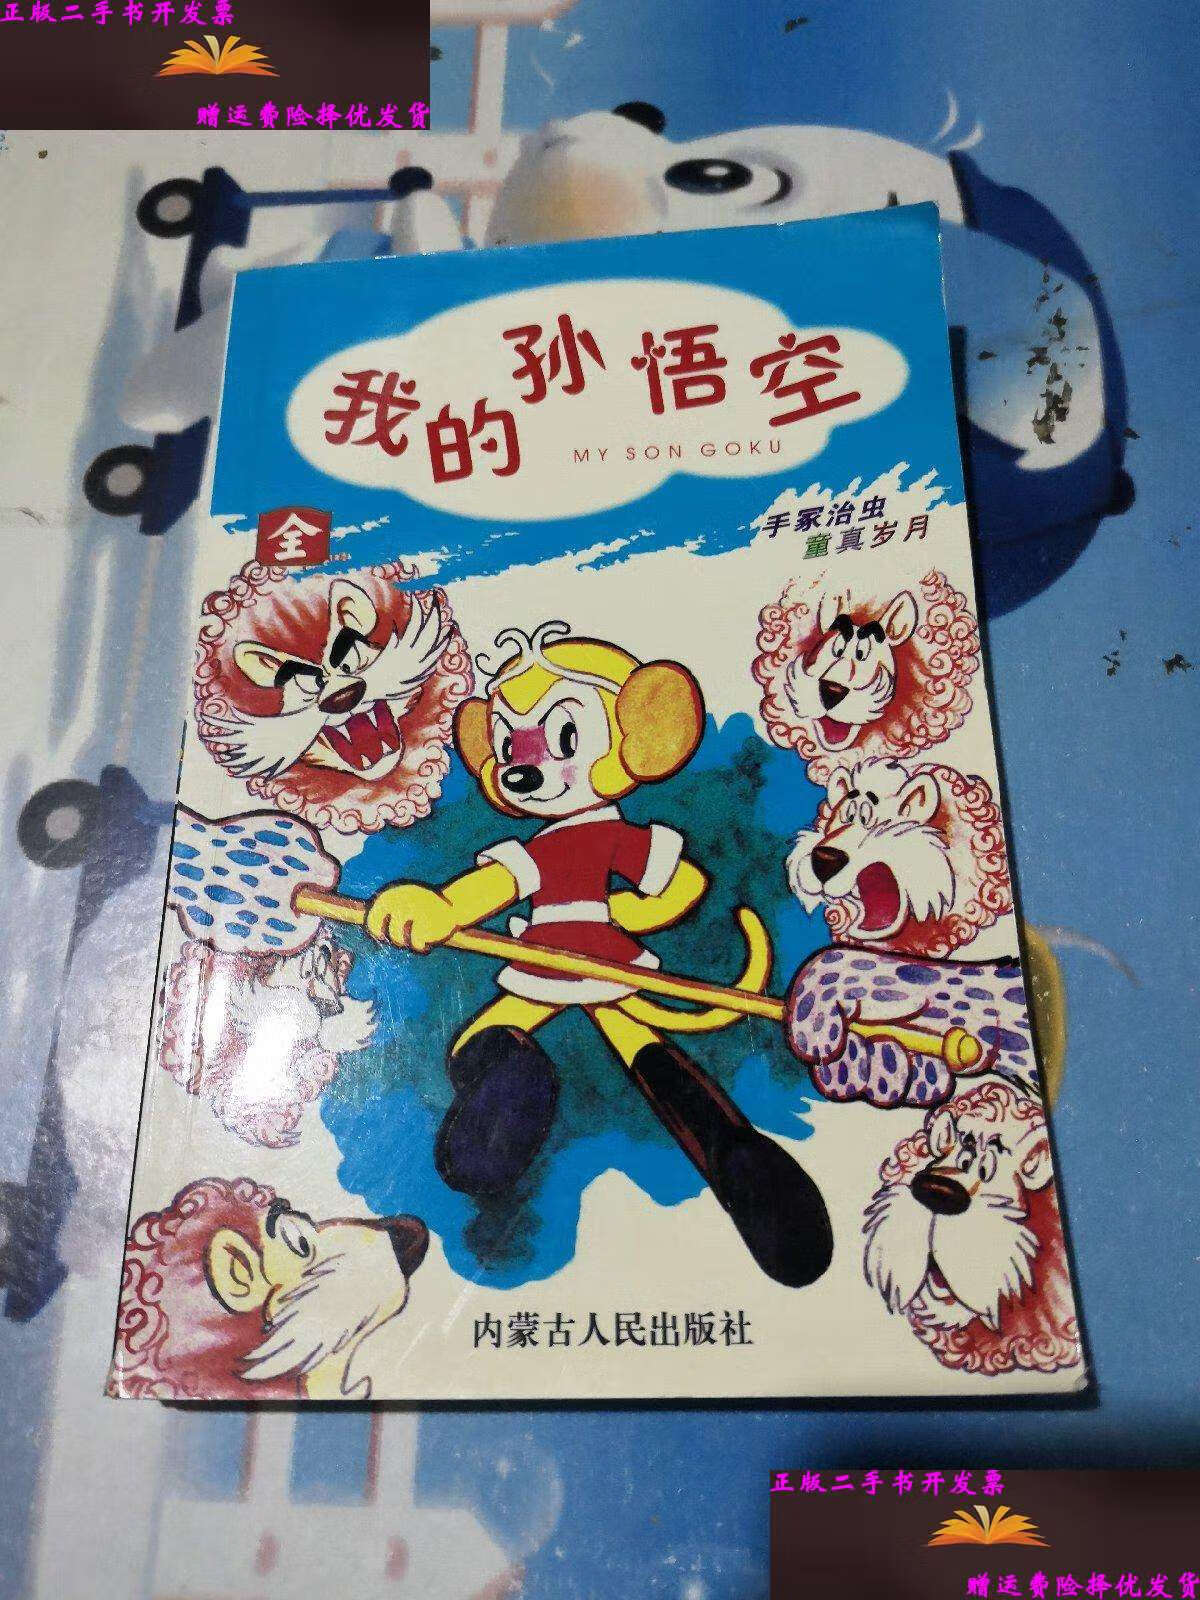 正版二手书开发票
赠运费险择优发货
我的孙悟空
MY SON GOKU
全
手冢治虫
童真岁月
内蒙古人民出版社
正版二手书开发票
赠运费险择优发货